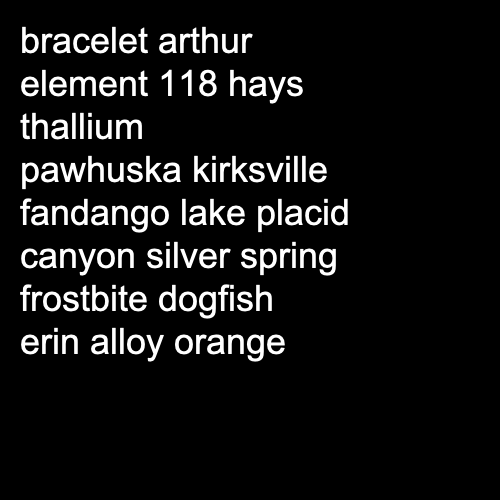 bracelet arthur
element 118 hays
thallium
pawhuska kirksville
fandango lake placid
canyon silver spring
frostbite dogfish
erin alloy orange